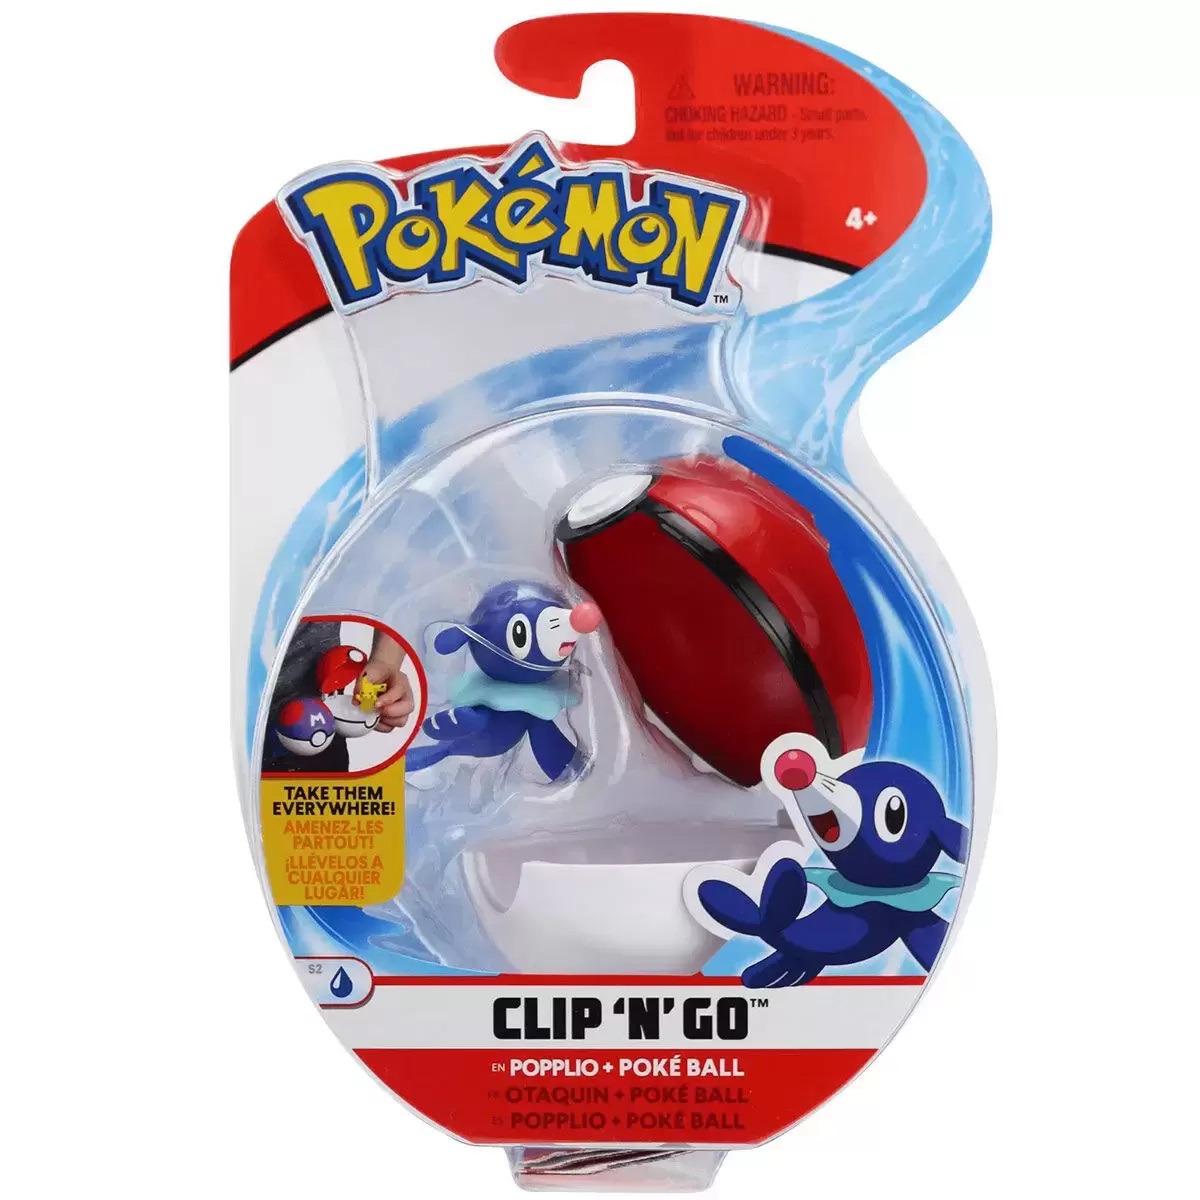 WARNING:
CHOKING HAZARD - Small parts
not for children under 3 years.
POKéMON
TM
4+
M
TAKE THEM
EVERYWHERE!
AMENEZ-LES
PARTOUT!
¡LLÉVELOS A
CUALQUIER
LUGAR!
S2
CLIP 'N' GO™
EN POPPLIO + POKÉ BALL
FR OTAQUIN + POKÉ BALL
ES POPPLIO + POKÉ BALL